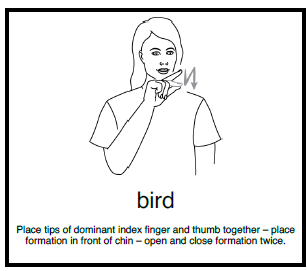 bird
Place tips of dominant index finger and thumb together – place
formation in front of chin – open and close formation twice.